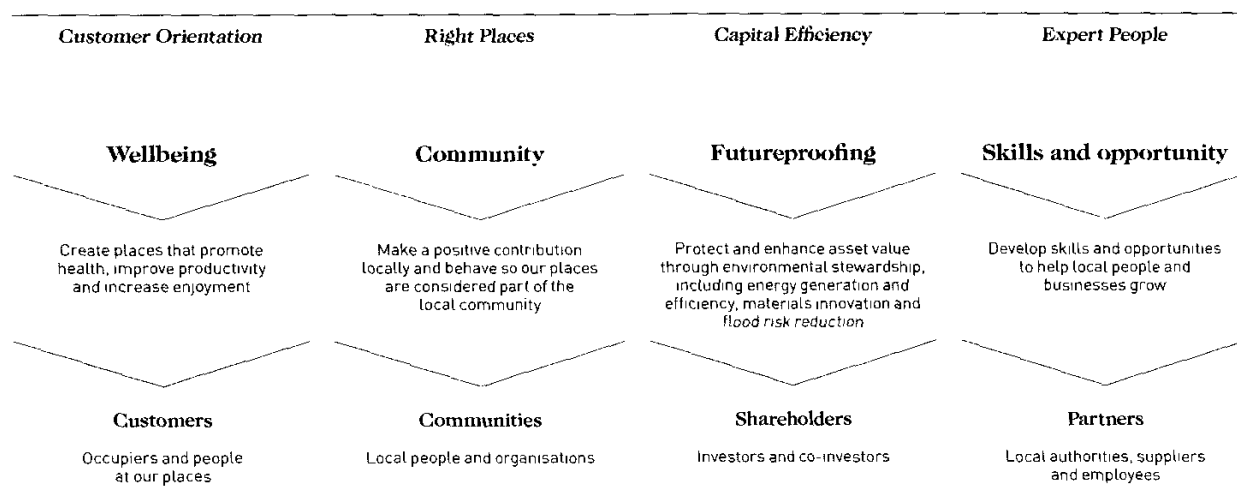 Customer Orientation
Right Places
Capital Efficiency
Expert People
Wellbeing
Community
Futureproofing
Skills and opportunity
Create places that promote
health, improve productivity
and increase enjoyment
Make a positive contribution
locally and behave so our places
are considered part of the
local community
Protect and enhance asset value
through environmental stewardship,
including energy generation and
efficiency, materials innovation and
flood risk reduction
Develop skills and opportunities
to help local people and
businesses grow
Customers
Communities
Shareholders
Partners
Occupiers and people
at our places
Local people and organisations
Investors and co-investors
Local authorities, suppliers
and employees